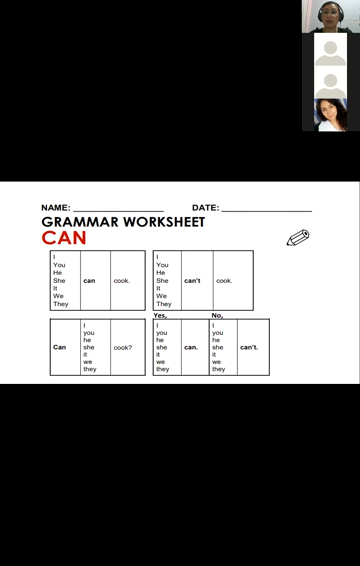 NAME: ____________________ DATE: ____________________
GRAMMAR WORKSHEET
CAN
I
You
He
She
It
We
They
can
cook.
I
You
He
She
It
We
They
can't
cook.
Can
I
you
he
she
it
we
they
cook?
Yes,
I
you
he
she
it
we
they
can.
No,
I
you
he
she
it
we
they
can't.